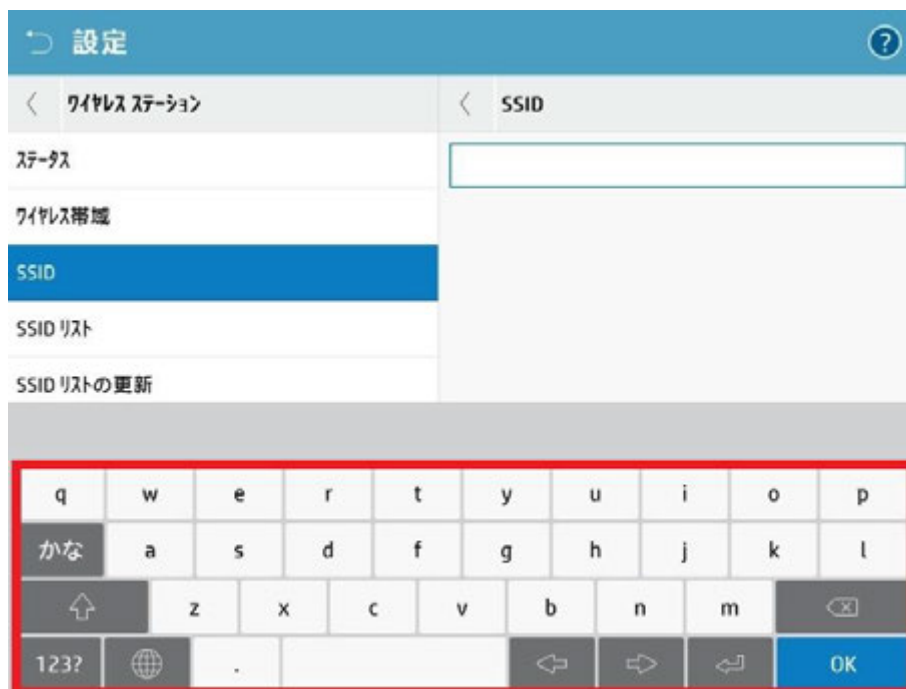 設定
?
ワイヤレス ステーション
SSID
ステータス
ワイヤレス帯域
SSID
SSID リスト
SSID リストの更新
q w e r t y u i o p
かな a s d f g h j k l
z x c v b n m
123? . OK